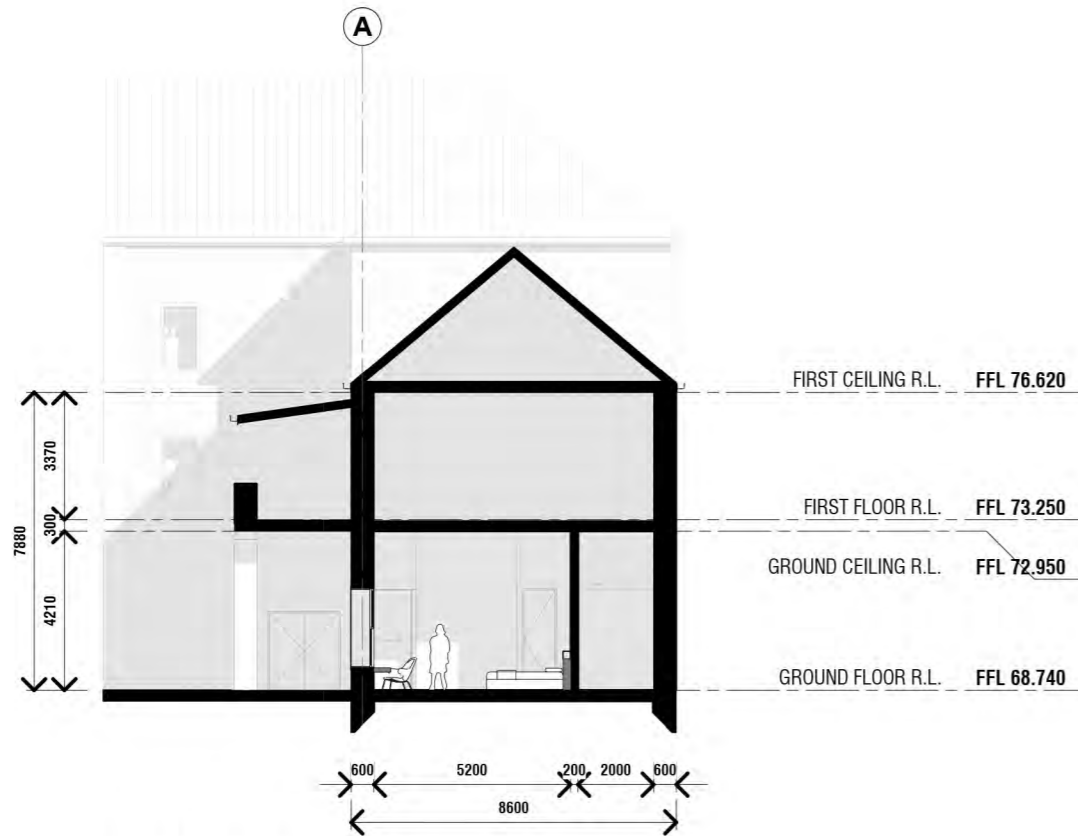 A
FIRST CEILING R.L. FFL 76.620
3370
FIRST FLOOR R.L. FFL 73.250
300
7880
GROUND CEILING R.L. FFL 72.950
4210
GROUND FLOOR R.L. FFL 68.740
600 5200 200 2000 600
8600